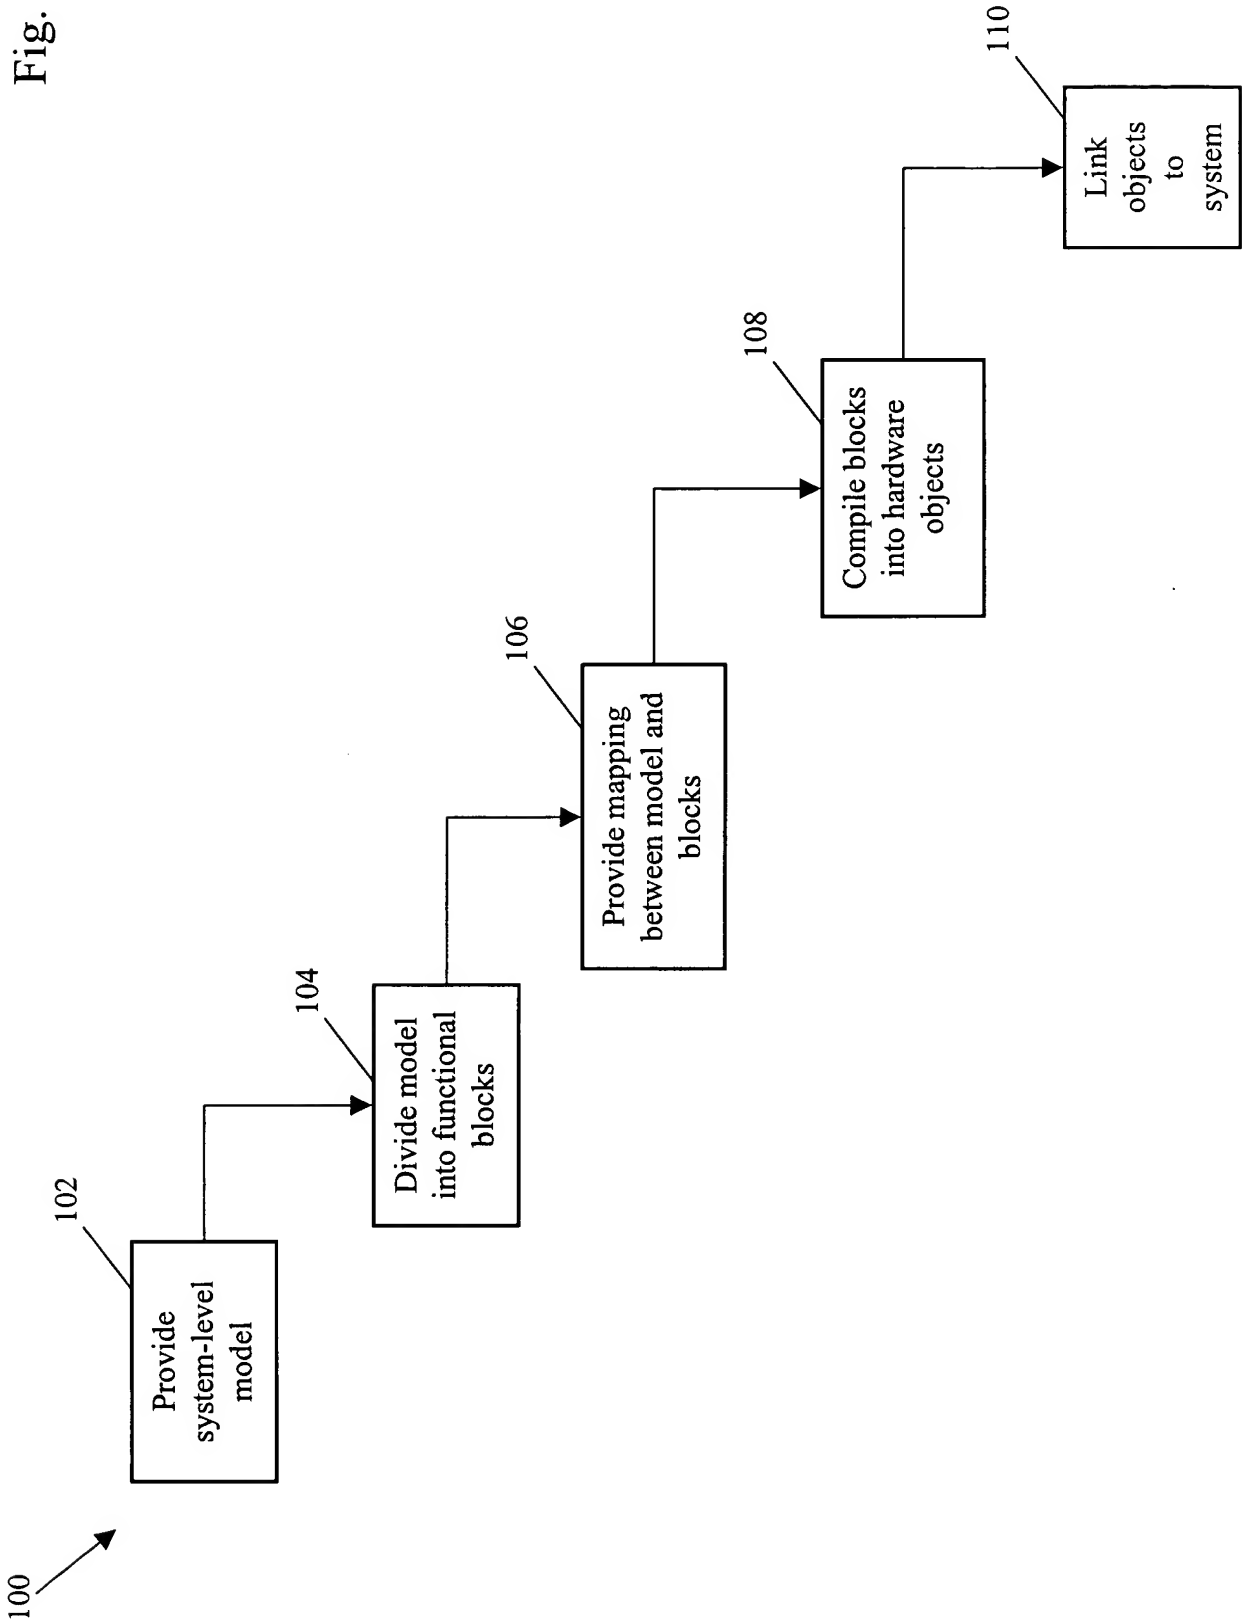 Fig.
100
102
Provide
system-level
model
104
Divide model
into functional
blocks
106
Provide mapping
between model and
blocks
108
Compile blocks
into hardware
objects
110
Link
objects
to
system